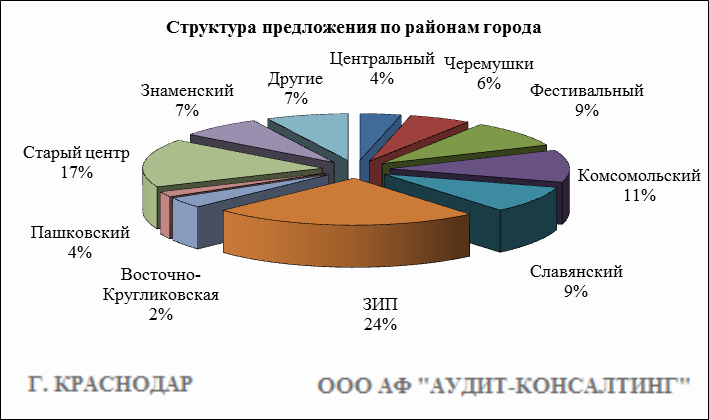 Структура предложения по районам города
Центральный
4%
Черемушки
6%
Фестивальный
9%
Комсомольский
11%
Славянский
9%
ЗИП
24%
Восточно-
Кругликовская
2%
Пашковский
4%
Старый центр
17%
Знаменский
7%
Другие
7%
Г. КРАСНОДАР
ООО АФ "АУДИТ-КОНСАЛТИНГ"